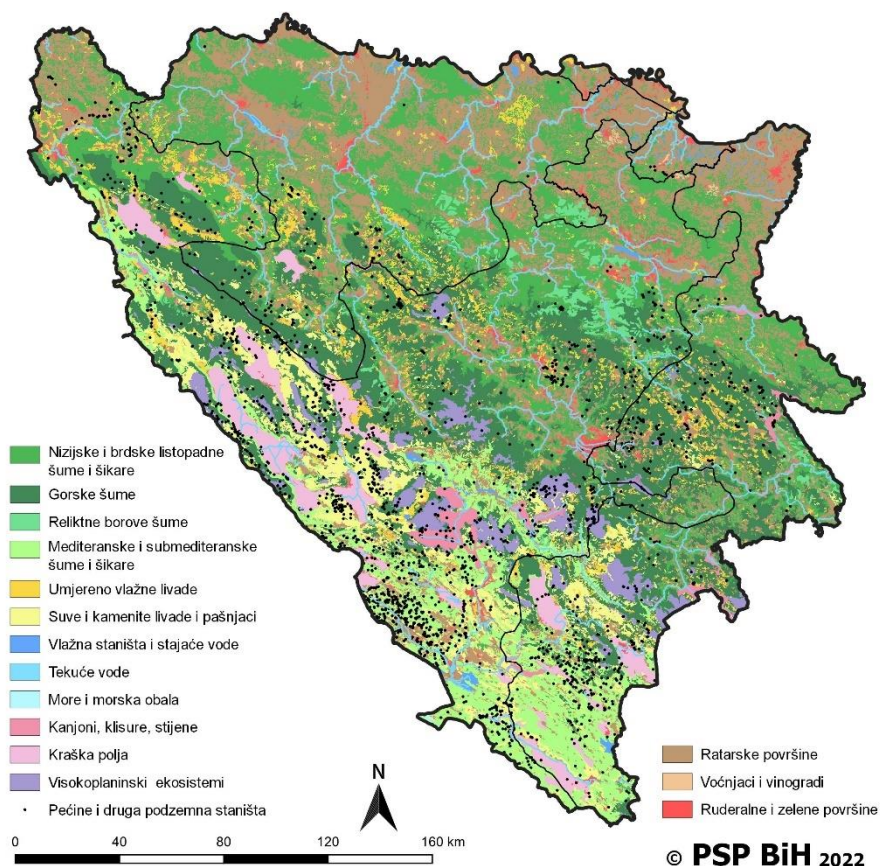 Nizijske i brdske listopadne
šume i šikare
Gorske šume
Reliktne borove šume
Mediteranske i submediteranske
šume i šikare
Umjereno vlažne livade
Suve i kamenite livade i pašnjaci
Vlažna staništa i stajaće vode
Tekuće vode
More i morska obala
Kanjoni, klisure, stijene
Kraška polja
Visokoplaninski ekosistemi
Pećine i druga podzemna staništa
N
0 40 80 120 160 km
Ratarske površine
Voćnjaci i vinogradi
Ruderalne i zelene površine
© PSP BiH 2022